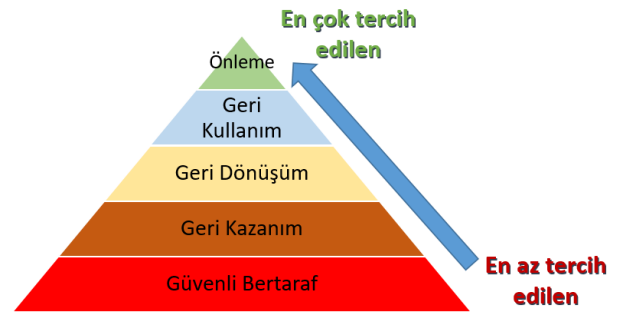 En çok tercih
edilen
Önleme
Geri
Kullanım
Geri Dönüşüm
Geri Kazanım
Güvenli Bertaraf
En az tercih
edilen